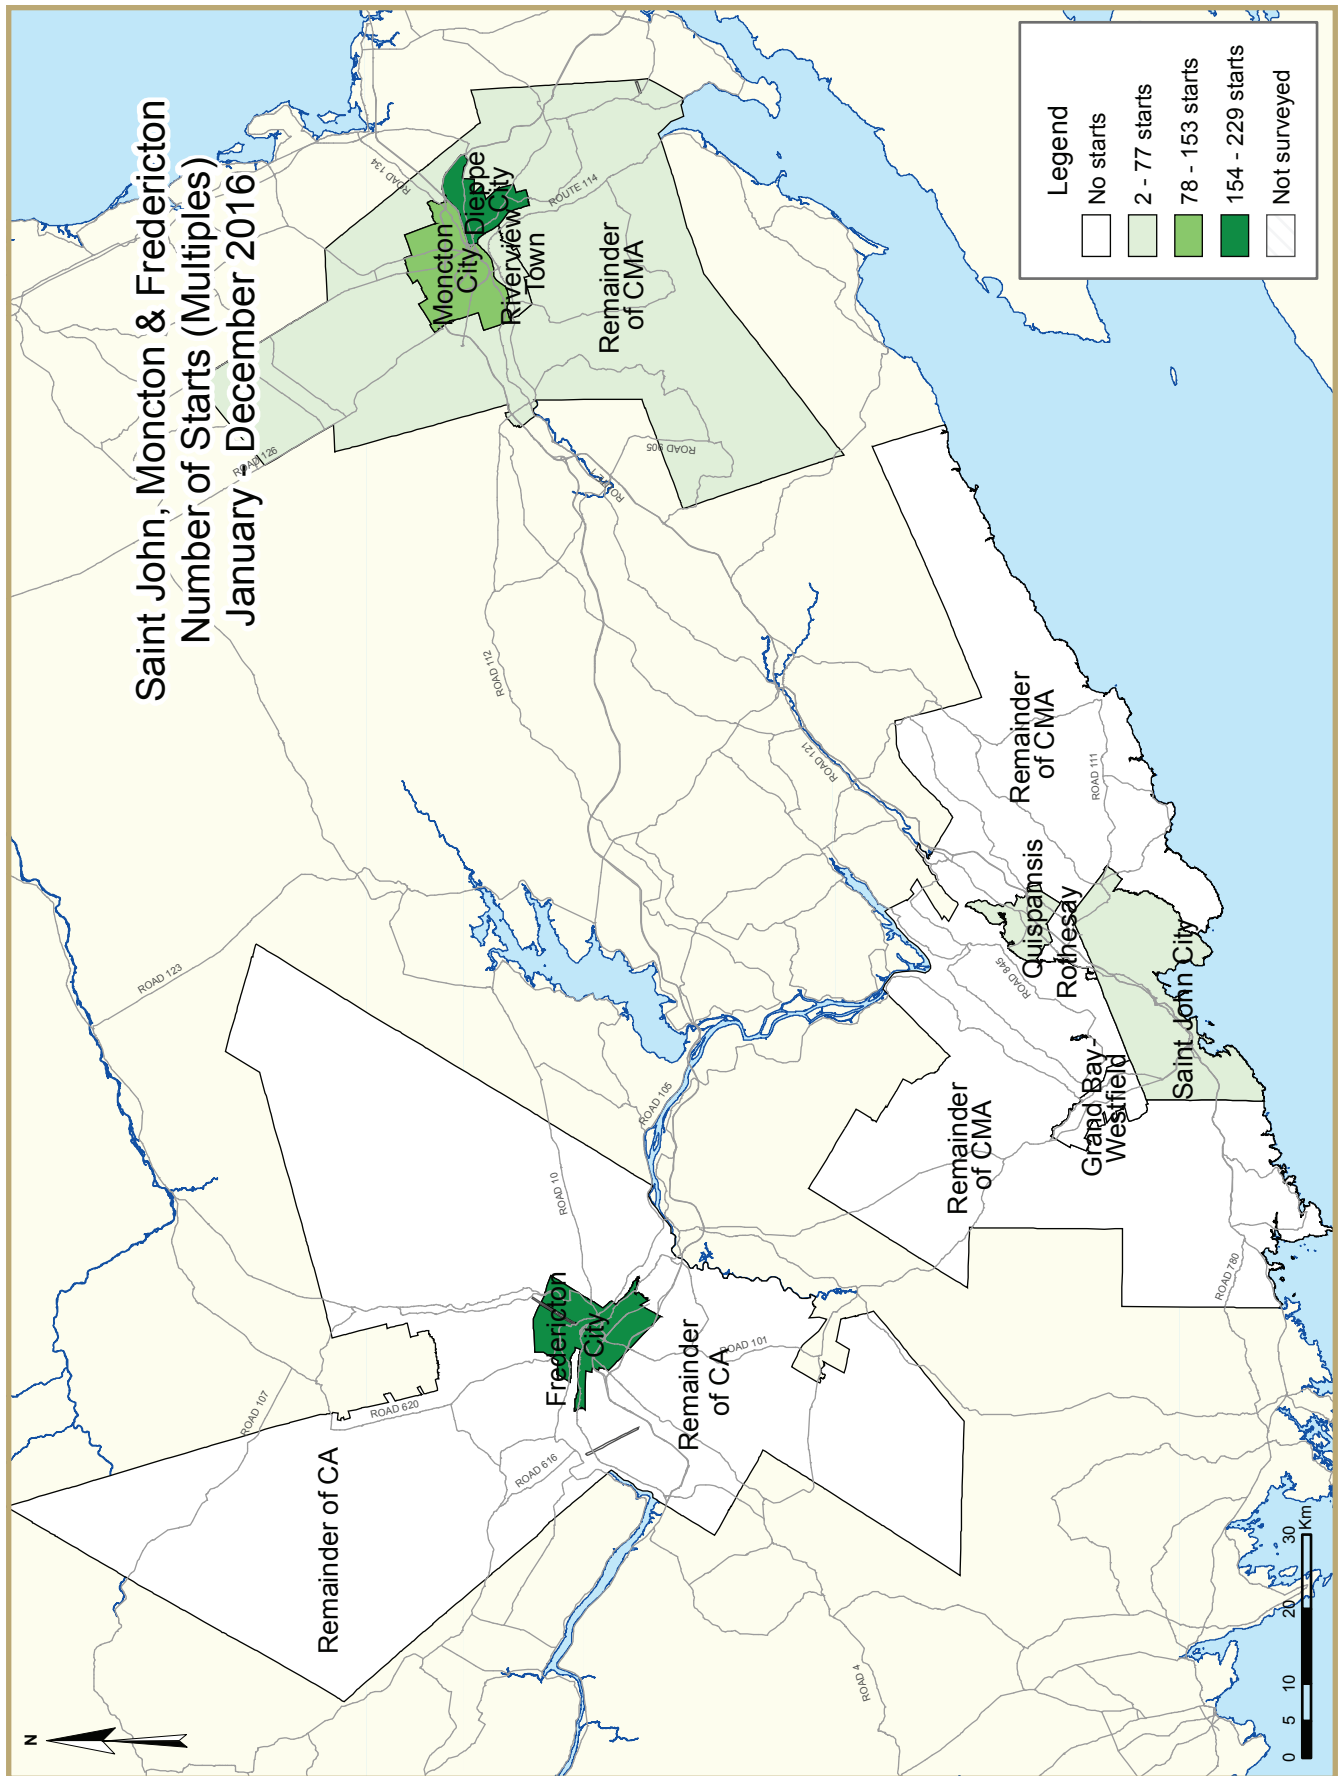 Saint John, Moncton & Fredericton
Number of Starts (Multiples)
January - December 2016
N
ROAD 134
ROAD 126
Moncton
City
Dieppe
City
Riverview
Town
ROUTE 114
Remainder
of CMA
ROAD 905
ROAD 112
ROAD 123
ROAD 107
ROAD 620
Remainder of CA
ROAD 616
ROAD 10
Fredericton
City
ROAD 105
Remainder
of CA
ROAD 101
ROAD 121
Remainder
of CMA
ROAD 111
Quispamsis
Rothesay
ROAD 845
Remainder
of CMA
Grand Bay -
Westfield
Saint John City
ROAD 780
ROAD 4
Legend
No starts
2 - 77 starts
78 - 153 starts
154 - 229 starts
Not surveyed
0 5 10 20 30
Km